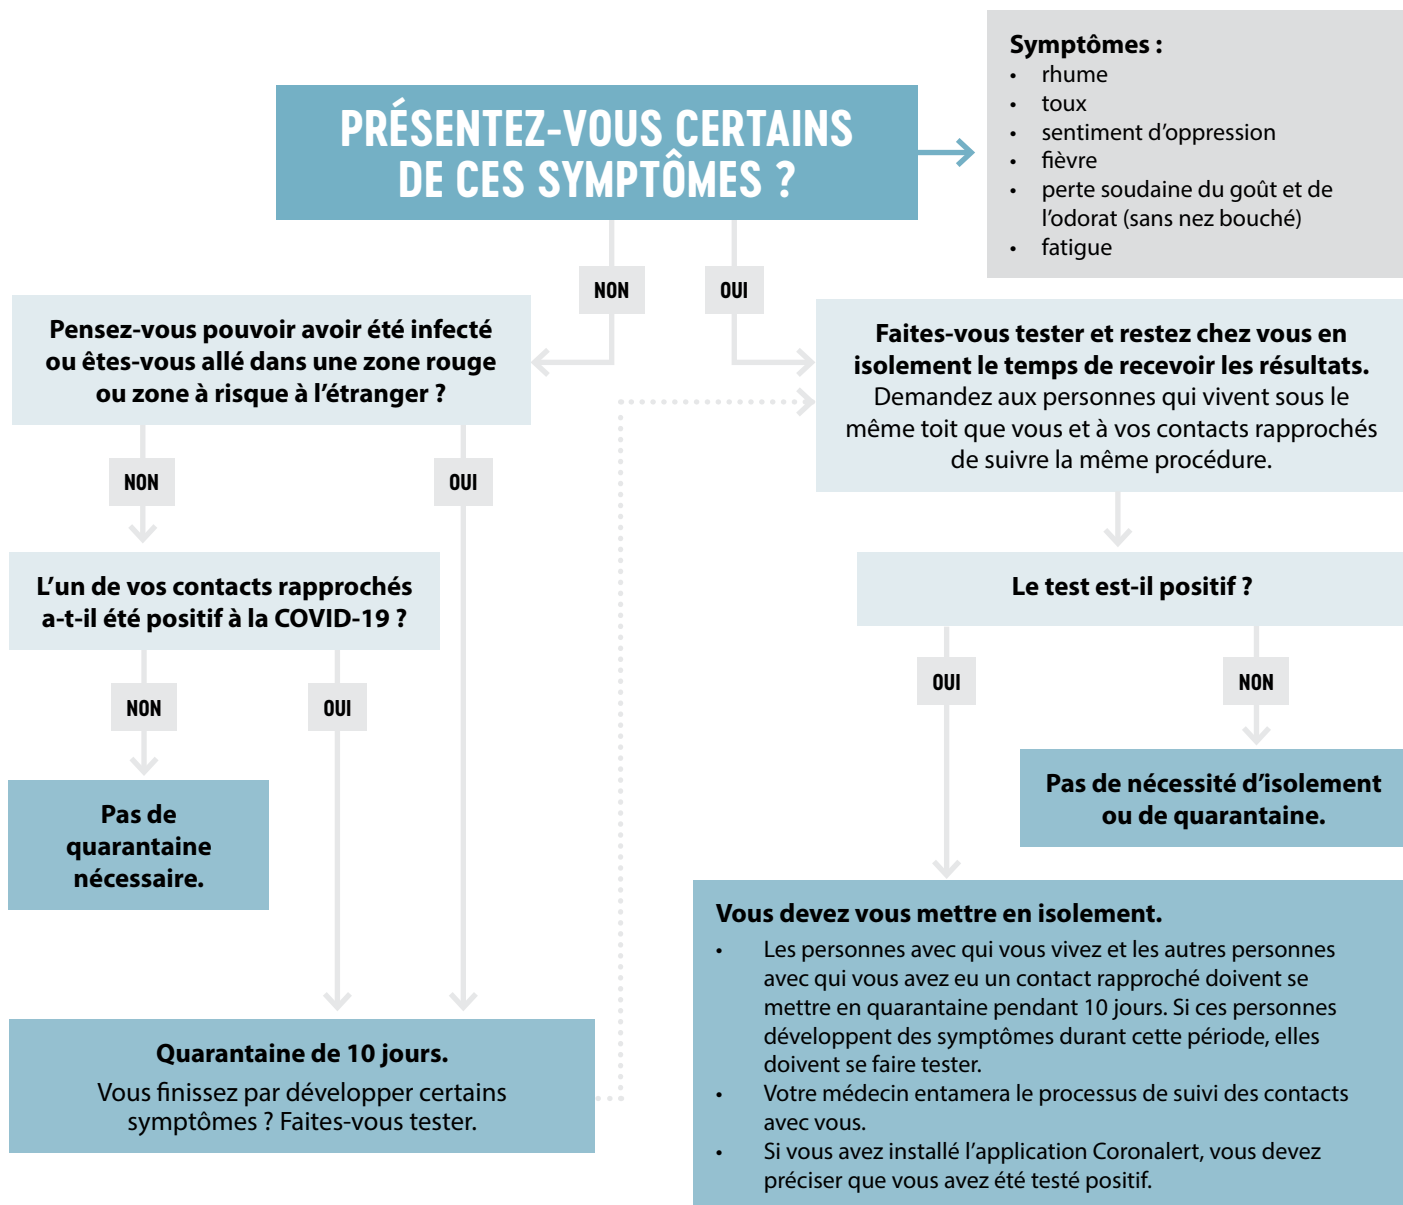 PRÉSENTEZ-VOUS CERTAINS
DE CES SYMPTÔMES ?
Symptômes :
• rhume
• toux
• sentiment d’oppression
• fièvre
• perte soudaine du goût et de
l’odorat (sans nez bouché)
• fatigue
NON
OUI
Pensez-vous pouvoir avoir été infecté
ou êtes-vous allé dans une zone rouge
ou zone à risque à l’étranger ?
Faites-vous tester et restez chez vous en
isolement le temps de recevoir les résultats.
Demandez aux personnes qui vivent sous le
même toit que vous et à vos contacts rapprochés
de suivre la même procédure.
NON
OUI
L’un de vos contacts rapprochés
a-t-il été positif à la COVID-19 ?
Le test est-il positif ?
NON
OUI
OUI
NON
Pas de
quarantaine
nécessaire.
Pas de nécessité d’isolement
ou de quarantaine.
Quarantaine de 10 jours.
Vous finissez par développer certains
symptômes ? Faites-vous tester.
Vous devez vous mettre en isolement.
• Les personnes avec qui vous vivez et les autres personnes
avec qui vous avez eu un contact rapproché doivent se
mettre en quarantaine pendant 10 jours. Si ces personnes
développent des symptômes durant cette période, elles
doivent se faire tester.
• Votre médecin entamera le processus de suivi des contacts
avec vous.
• Si vous avez installé l’application Coronalert, vous devez
préciser que vous avez été testé positif.